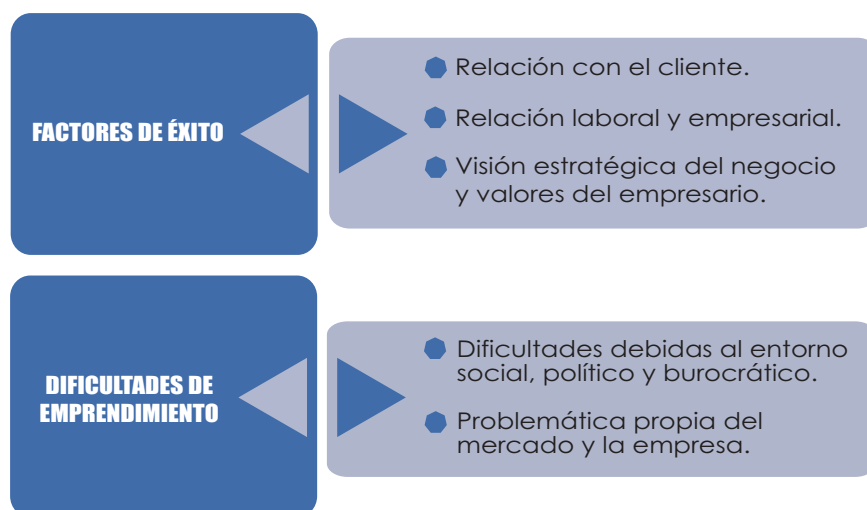 FACTORES DE ÉXITO
Relación con el cliente.
Relación laboral y empresarial.
Visión estratégica del negocio
y valores del empresario.
DIFICULTADES DE
EMPRENDIMIENTO
Dificultades debidas al entorno
social, político y burocrático.
Problemática propia del
mercado y la empresa.